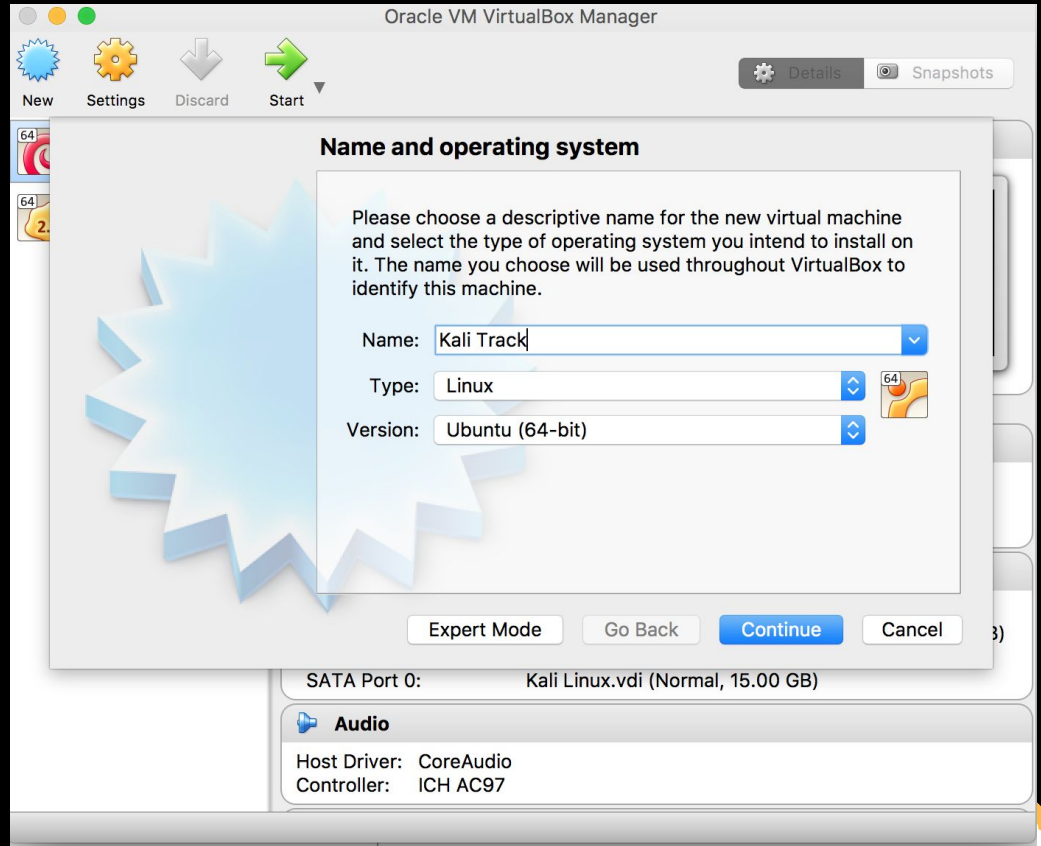 Oracle VM VirtualBox Manager
New Settings Discard Start Details Snapshots
64
64
2.
Name and operating system
Please choose a descriptive name for the new virtual machine
and select the type of operating system you intend to install on
it. The name you choose will be used throughout VirtualBox to
identify this machine.
Name: Kali Track
Type: Linux
64
Version: Ubuntu (64-bit)
Expert Mode Go Back Continue Cancel
3)
SATA Port 0: Kali Linux.vdi (Normal, 15.00 GB)
Audio
Host Driver: CoreAudio
Controller: ICH AC97